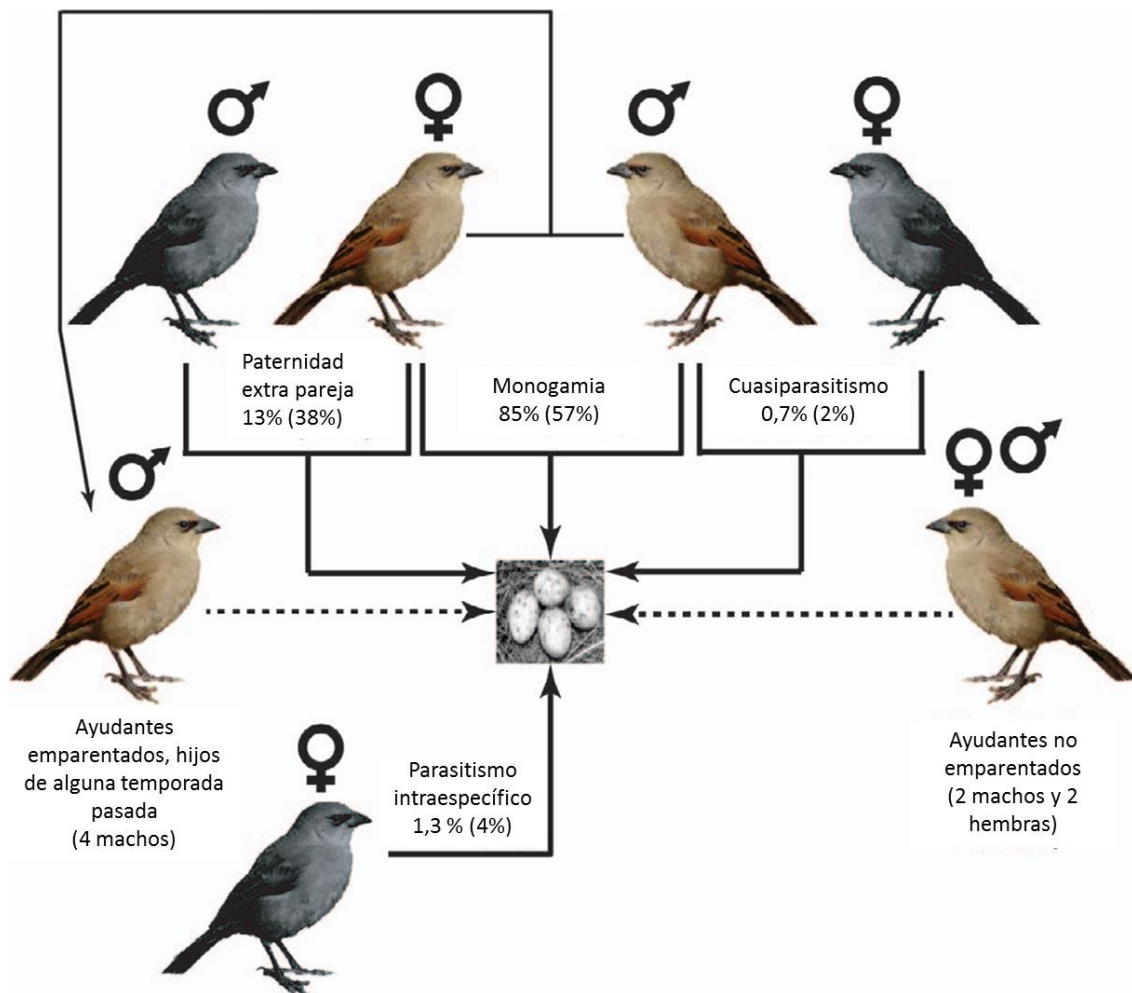 Paternidad
extra pareja
13% (38%)
Monogamia
85% (57%)
Cuasiparasitismo
0,7% (2%)
Ayudantes
emparentados, hijos
de alguna temporada
pasada
(4 machos)
Parasitismo
intraespecífico
1,3 % (4%)
Ayudantes no
emparentados
(2 machos y 2
hembras)